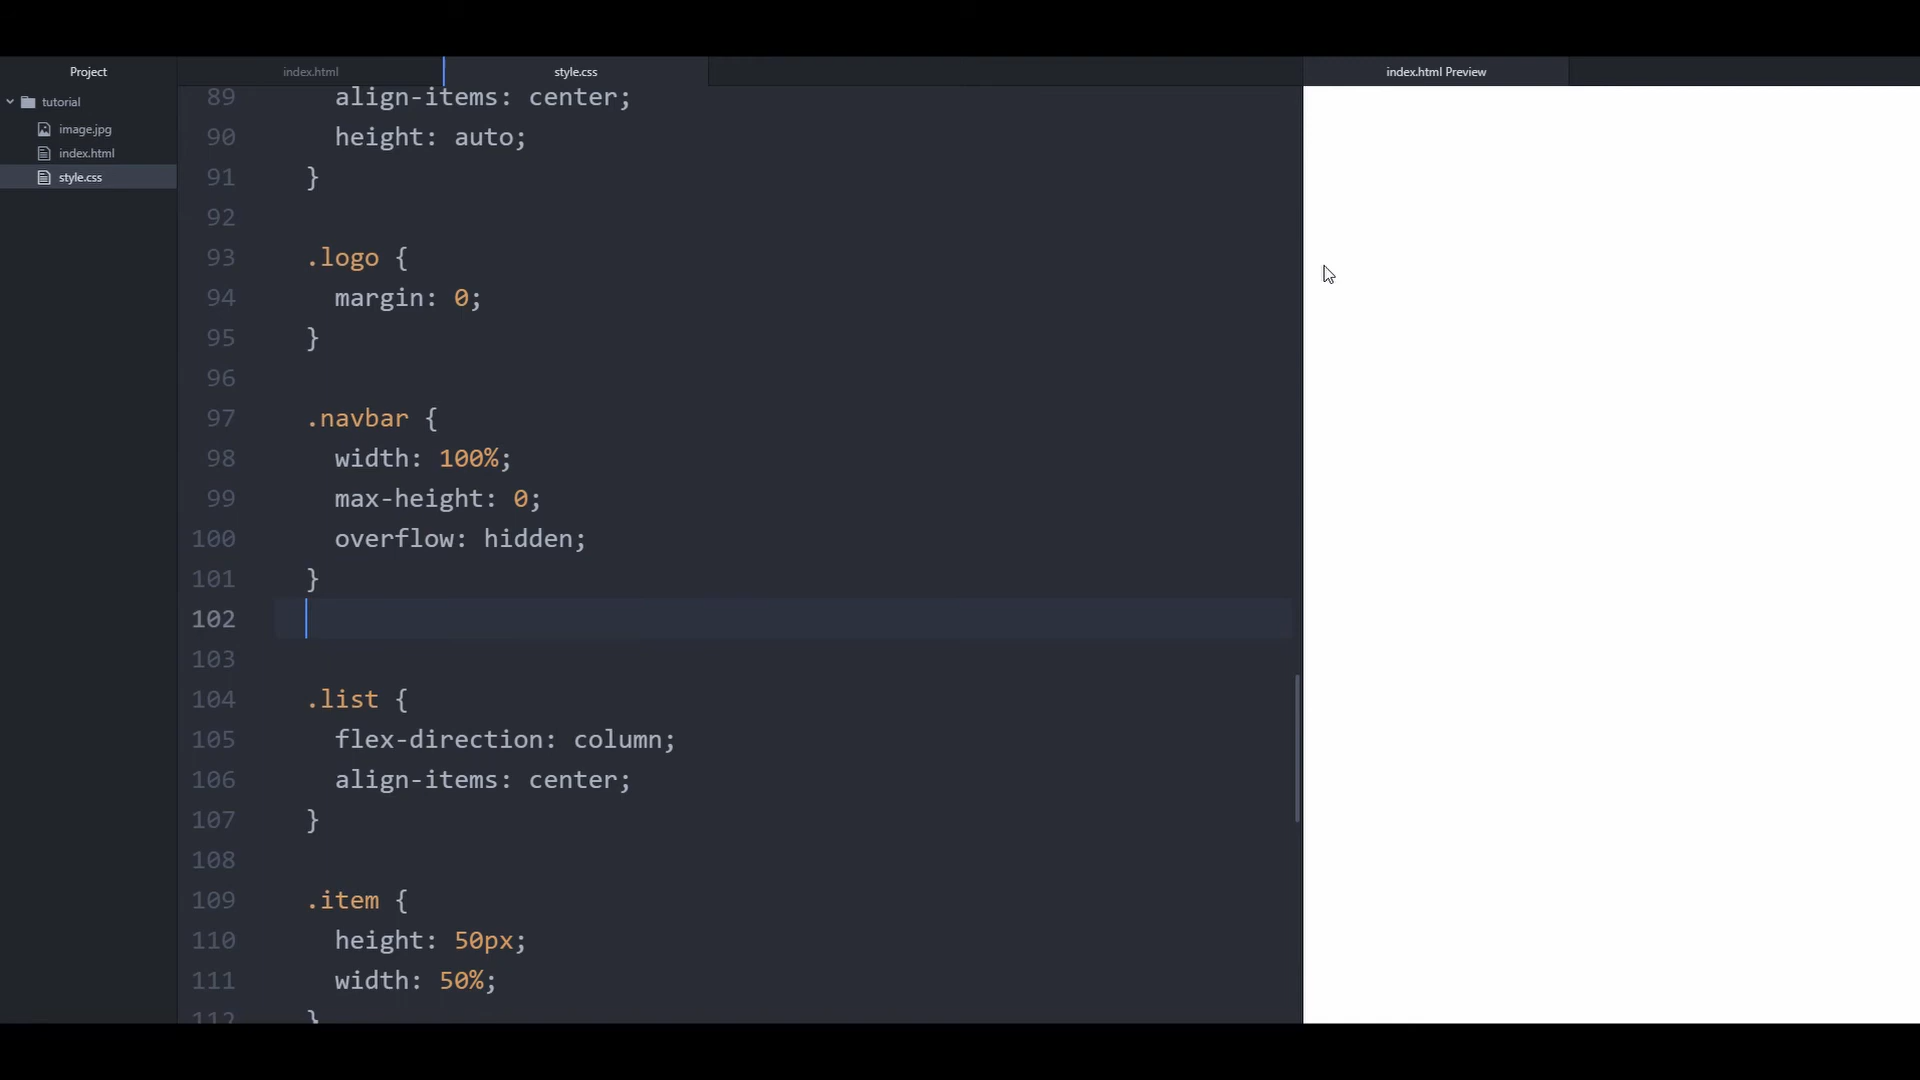 Project
index.html
style.css
index.html Preview
tutorial
image.jpg
index.html
style.css
89 align-items: center;
90 height: auto;
91 }
92
93 .logo {
94 margin: 0;
95 }
96
97 .navbar {
98 width: 100%;
99 max-height: 0;
100 overflow: hidden;
101 }
102
103
104 .list {
105 flex-direction: column;
106 align-items: center;
107 }
108
109 .item {
110 height: 50px;
111 width: 50%;
112 }